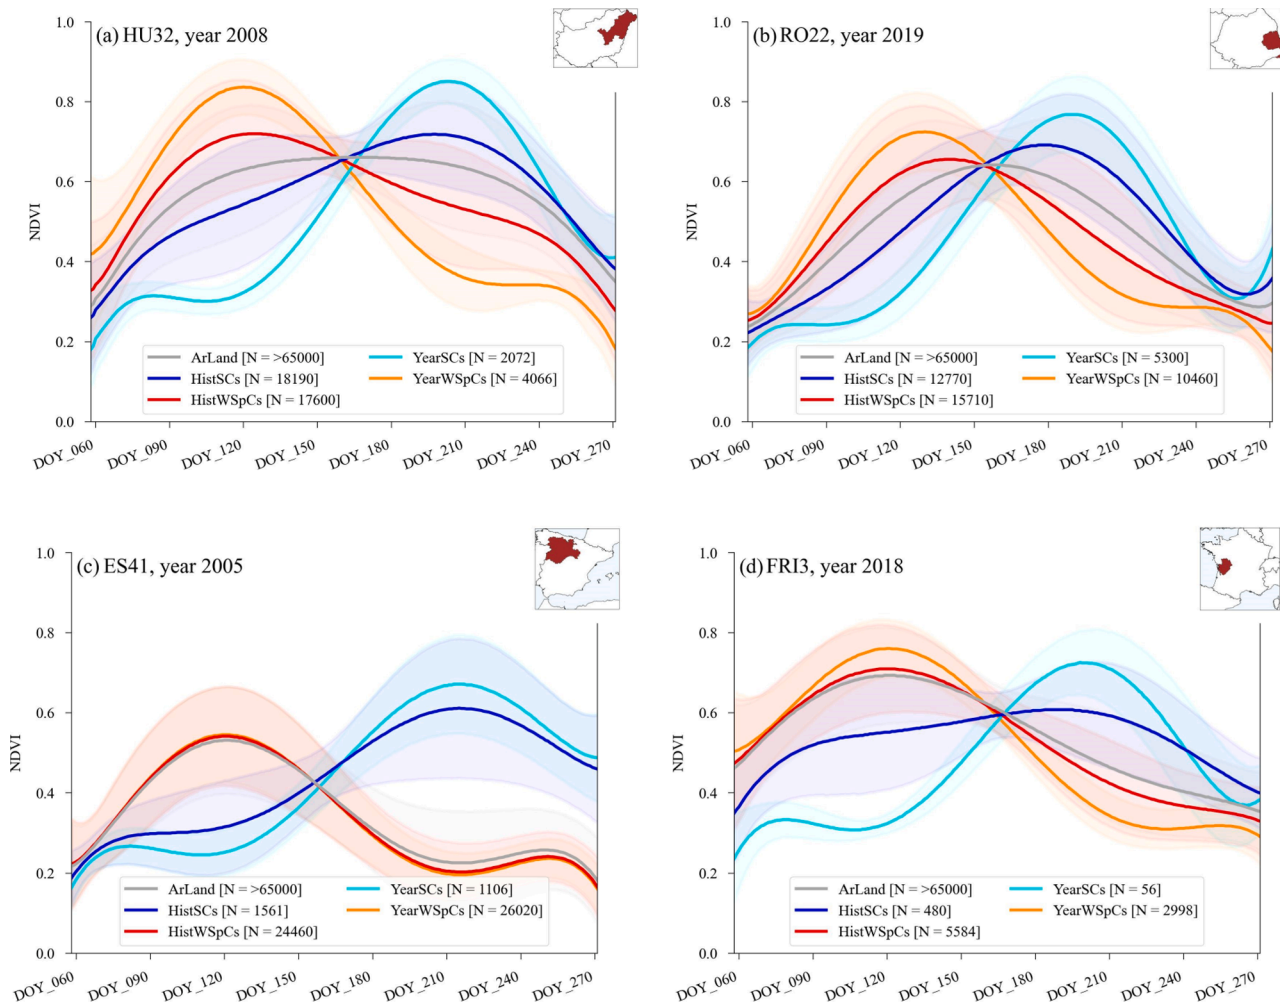 (a) HU32, year 2008
1.0
0.8
0.6
0.4
0.2
0.0
NDVI
ArLand [N = >65000]
HistSCs [N = 18190]
HistWSpCs [N = 17600]
YearSCs [N = 2072]
YearWSpCs [N = 4066]
DOY_060 DOY_090 DOY_120 DOY_150 DOY_180 DOY_210 DOY_240 DOY_270
(b) RO22, year 2019
1.0
0.8
0.6
0.4
0.2
0.0
NDVI
ArLand [N = >65000]
HistSCs [N = 12770]
HistWSpCs [N = 15710]
YearSCs [N = 5300]
YearWSpCs [N = 10460]
DOY_060 DOY_090 DOY_120 DOY_150 DOY_180 DOY_210 DOY_240 DOY_270
(c) ES41, year 2005
1.0
0.8
0.6
0.4
0.2
0.0
NDVI
ArLand [N = >65000]
HistSCs [N = 1561]
HistWSpCs [N = 24460]
YearSCs [N = 1106]
YearWSpCs [N = 26020]
DOY_060 DOY_090 DOY_120 DOY_150 DOY_180 DOY_210 DOY_240 DOY_270
(d) FRI3, year 2018
1.0
0.8
0.6
0.4
0.2
0.0
NDVI
ArLand [N = >65000]
HistSCs [N = 480]
HistWSpCs [N = 5584]
YearSCs [N = 56]
YearWSpCs [N = 2998]
DOY_060 DOY_090 DOY_120 DOY_150 DOY_180 DOY_210 DOY_240 DOY_270